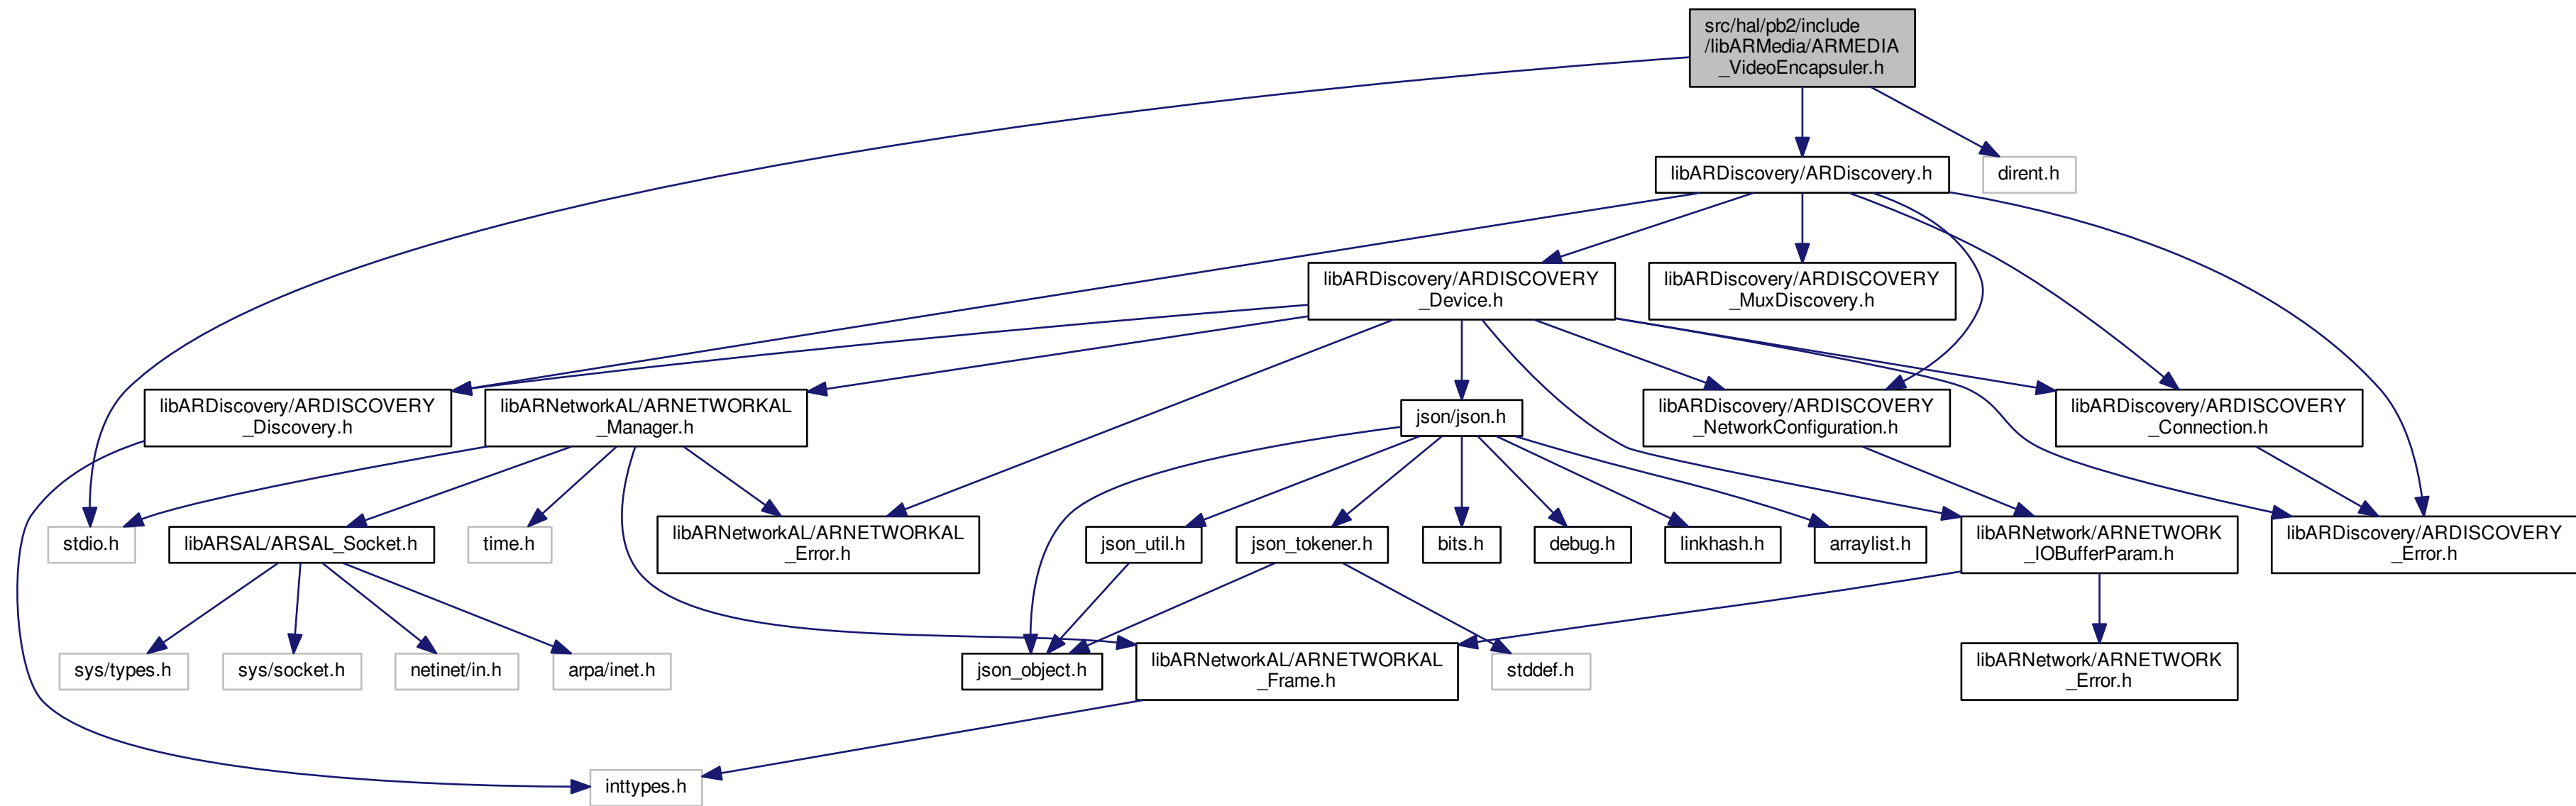 src/hal/pb2/include
/libARMedia/ARMEDIA
_VideoEncapsuler.h
libARDiscovery/ARDiscovery.h
dirent.h
libARDiscovery/ARDISCOVERY
_Device.h
libARDiscovery/ARDISCOVERY
_MuxDiscovery.h
libARDiscovery/ARDISCOVERY
_Discovery.h
libARNetworkAL/ARNETWORKAL
_Manager.h
json/json.h
libARDiscovery/ARDISCOVERY
_NetworkConfiguration.h
libARDiscovery/ARDISCOVERY
_Connection.h
stdio.h
libARSAL/ARSAL_Socket.h
time.h
libARNetworkAL/ARNETWORKAL
_Error.h
json_util.h
json_tokener.h
bits.h
debug.h
linkhash.h
arraylist.h
libARNetwork/ARNETWORK
_IOBufferParam.h
libARDiscovery/ARDISCOVERY
_Error.h
sys/types.h
sys/socket.h
netinet/in.h
arpa/inet.h
json_object.h
libARNetworkAL/ARNETWORKAL
_Frame.h
stddef.h
libARNetwork/ARNETWORK
_Error.h
inttypes.h